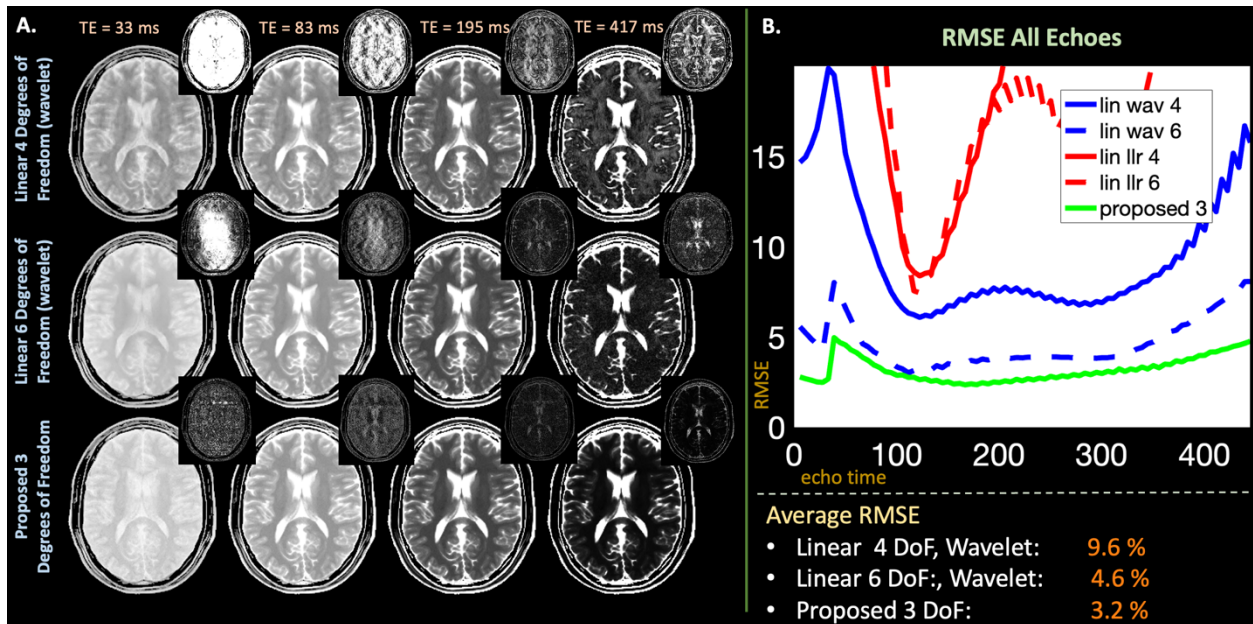 A.
TE = 33 ms
TE = 83 ms
TE = 195 ms
TE = 417 ms
Linear 4 Degrees of
Freedom (wavelet)
Linear 6 Degrees of
Freedom (wavelet)
Proposed 3
Degrees of Freedom
B.
RMSE All Echoes
lin wav 4
lin wav 6
lin llr 4
lin llr 6
proposed 3
15
10
5
0
RMSE
0 100 200 300 400
echo time
Average RMSE
• Linear 4 DoF, Wavelet: 9.6 %
• Linear 6 DoF:, Wavelet: 4.6 %
• Proposed 3 DoF: 3.2 %